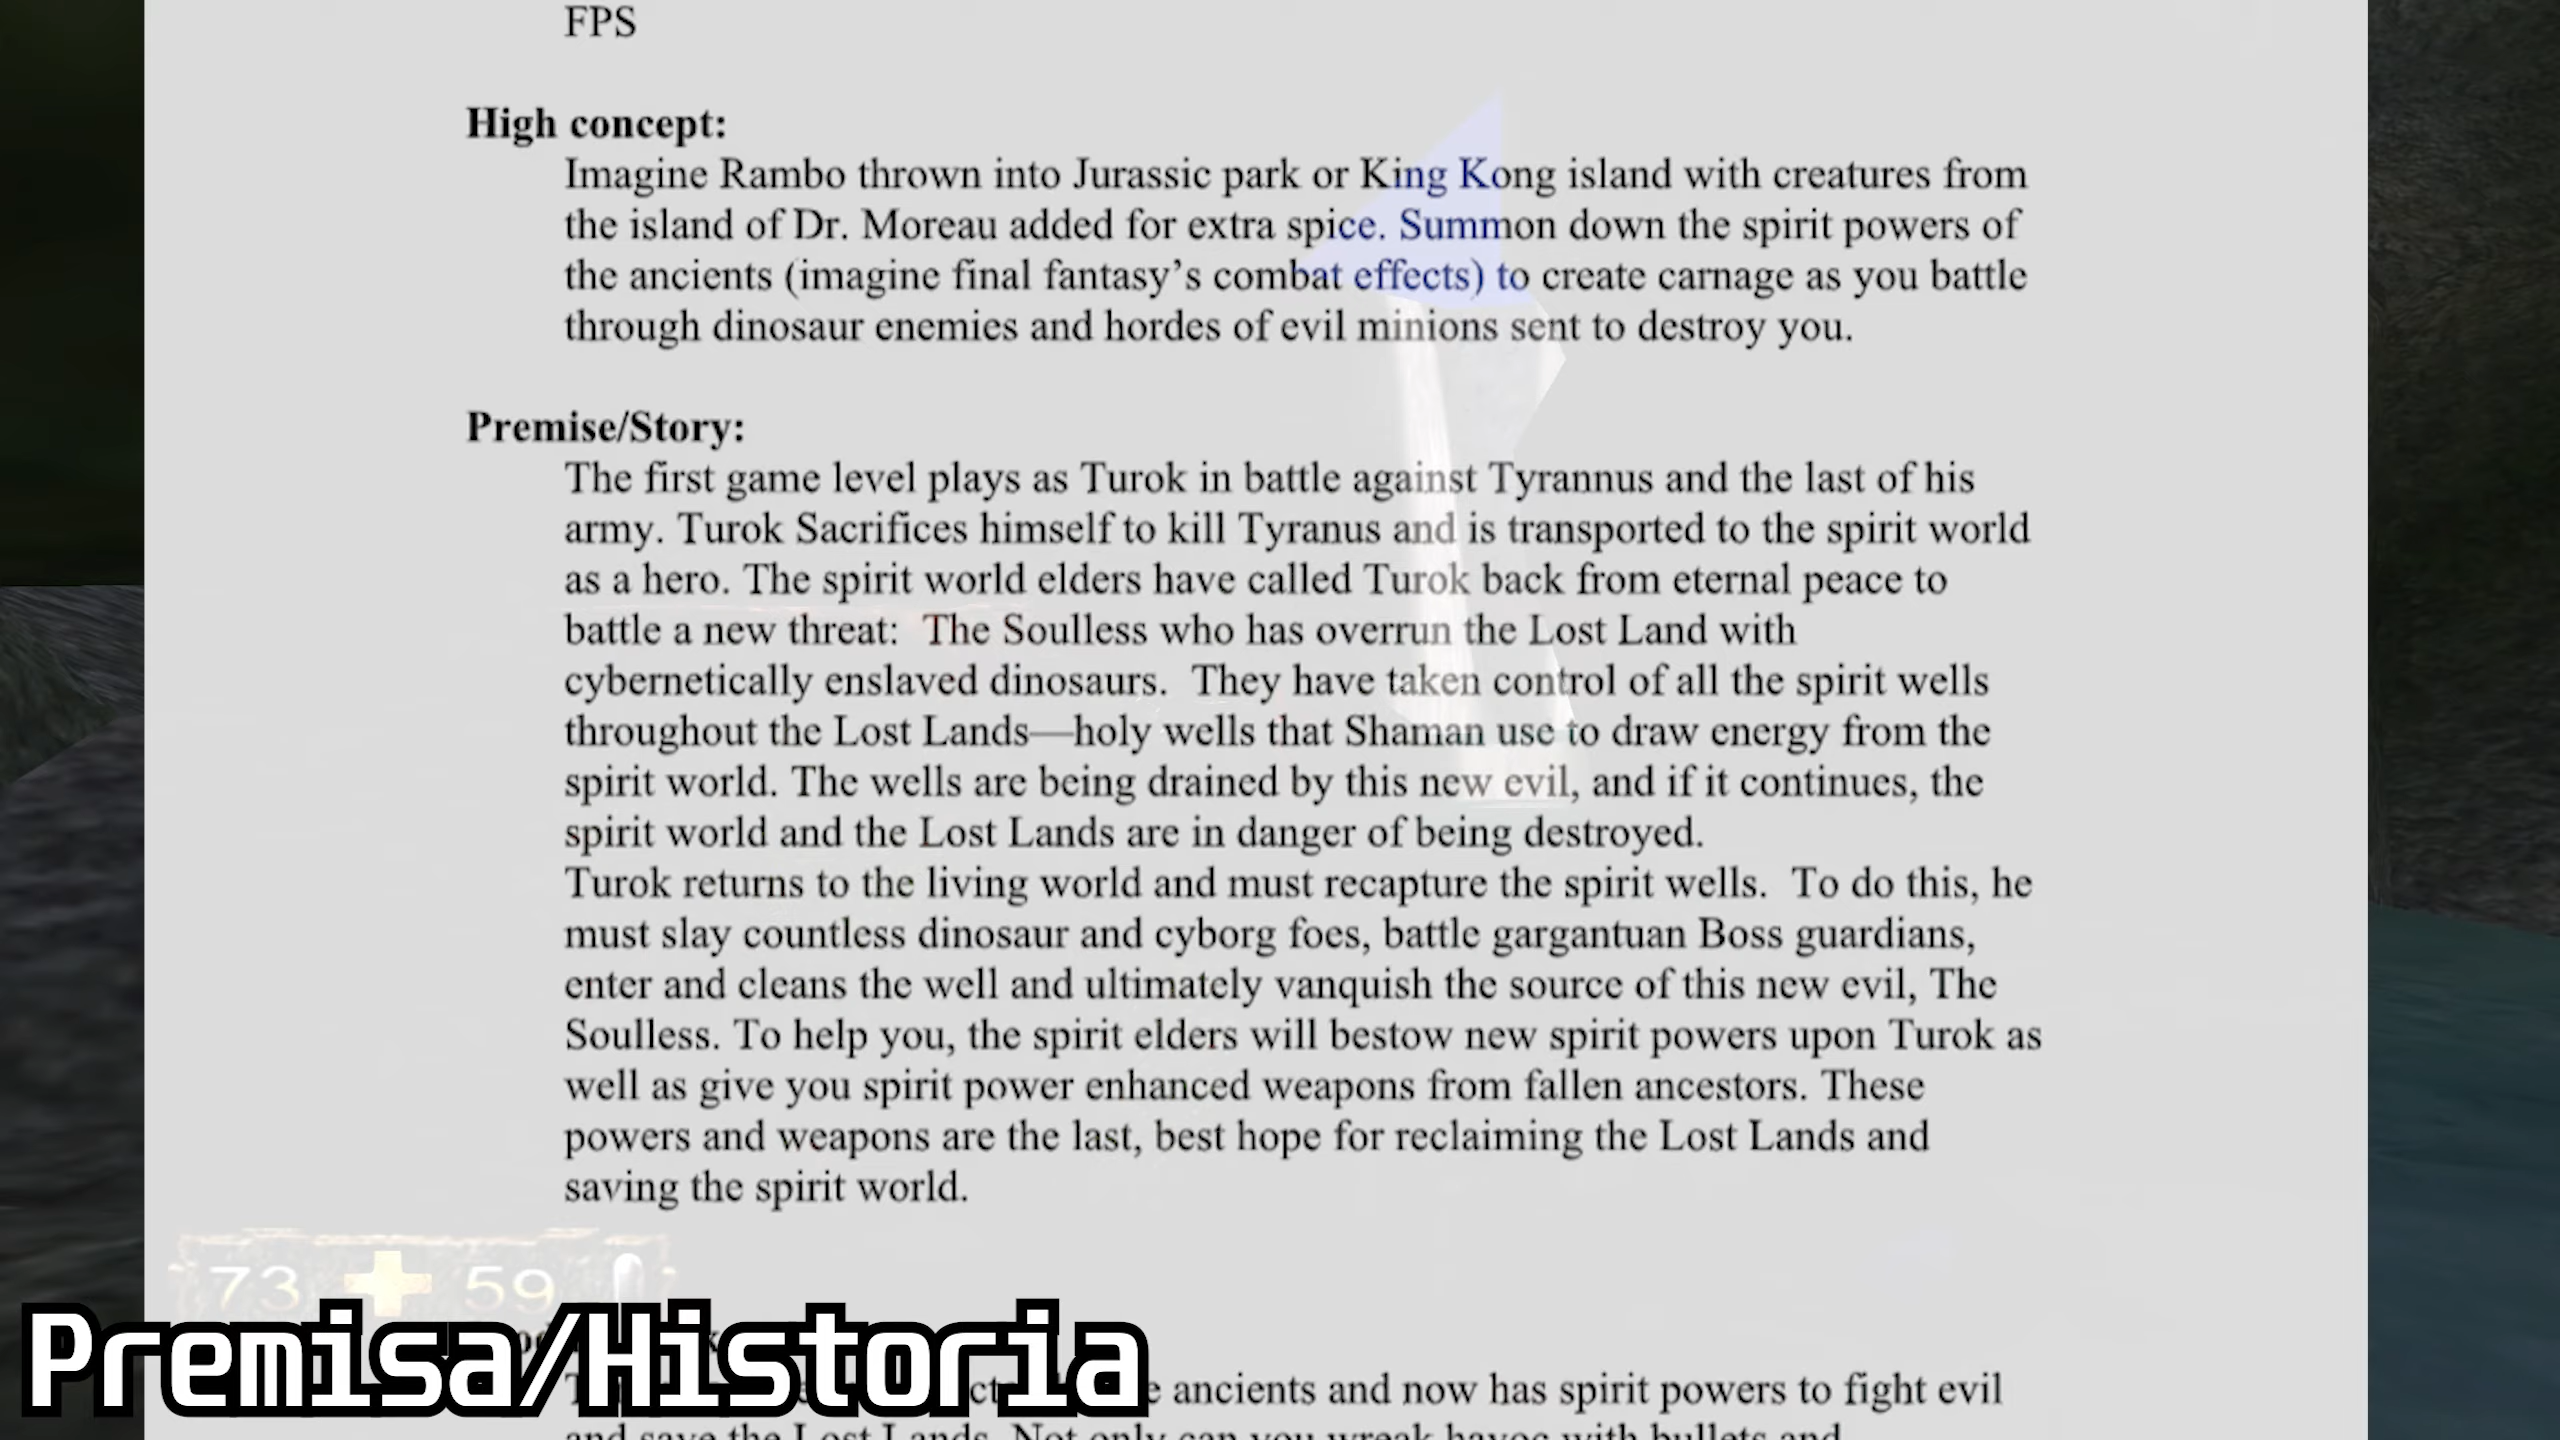 FPS
High concept:
Imagine Rambo thrown into Jurassic park or King Kong island with creatures from
the island of Dr. Moreau added for extra spice. Summon down the spirit powers of
the ancients (imagine final fantasy’s combat effects) to create carnage as you battle
through dinosaur enemies and hordes of evil minions sent to destroy you.
Premise/Story:
The first game level plays as Turok in battle against Tyrannus and the last of his
army. Turok Sacrifices himself to kill Tyranus and is transported to the spirit world
as a hero. The spirit world elders have called Turok back from eternal peace to
battle a new threat:  The Soulless who has overrun the Lost Land with
cybernetically enslaved dinosaurs.  They have taken control of all the spirit wells
throughout the Lost Lands—holy wells that Shaman use to draw energy from the
spirit world. The wells are being drained by this new evil, and if it continues, the
spirit world and the Lost Lands are in danger of being destroyed.
Turok returns to the living world and must recapture the spirit wells.  To do this, he
must slay countless dinosaur and cyborg foes, battle gargantuan Boss guardians,
enter and cleans the well and ultimately vanquish the source of this new evil, The
Soulless. To help you, the spirit elders will bestow new spirit powers upon Turok as
well as give you spirit power enhanced weapons from fallen ancestors. These
powers and weapons are the last, best hope for reclaiming the Lost Lands and
saving the spirit world.
73 59
Premisa/Historia
ancients and now has spirit powers to fight evil
and save the Lost Lands. Not only can you wreak havoc with bullets and